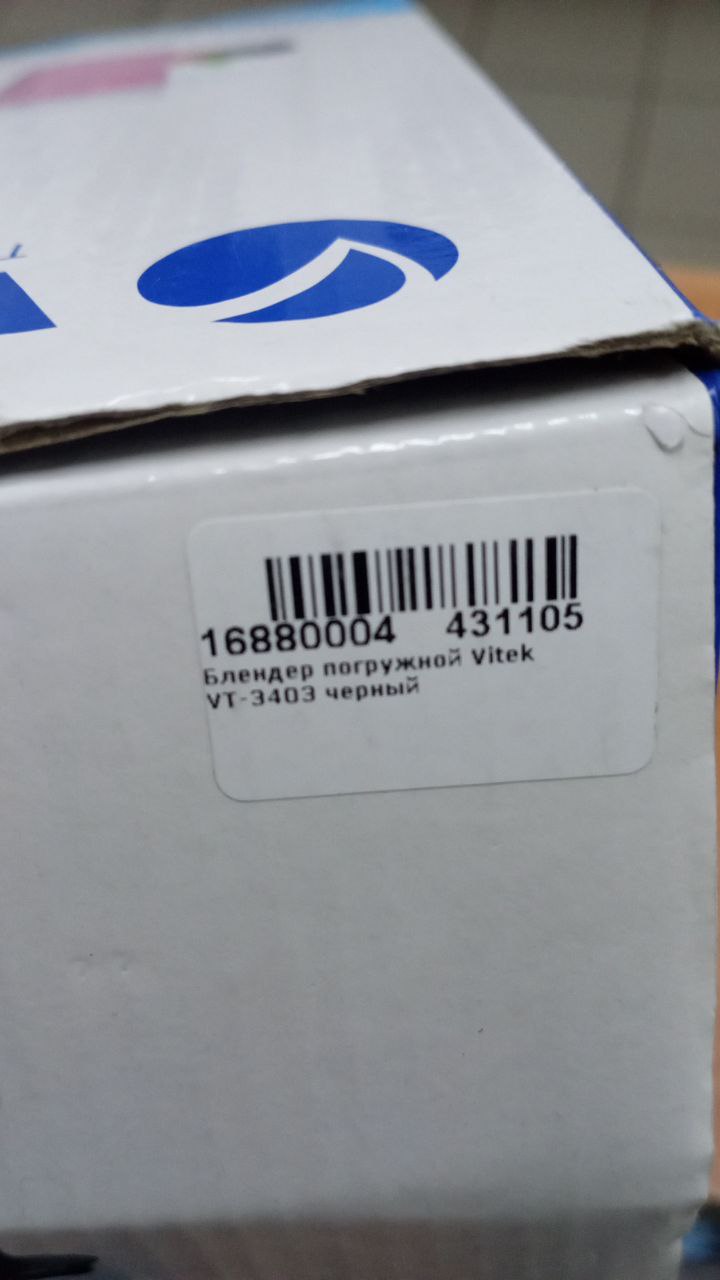 16880004 431105
Блендер погружной Vitek
VT-3403 черный